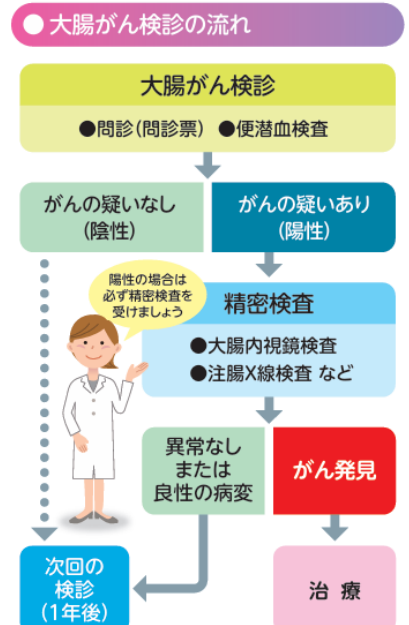 ●大腸がん検診の流れ
大腸がん検診
●問診(問診票) ●便潜血検査
がんの疑いなし
(陰性)
がんの疑いあり
(陽性)
陽性の場合は
必ず精密検査を
受けましょう
精密検査
●大腸内視鏡検査
●注腸X線検査 など
異常なし
または
良性の病変
がん発見
次回の
検診
(1年後)
治 療